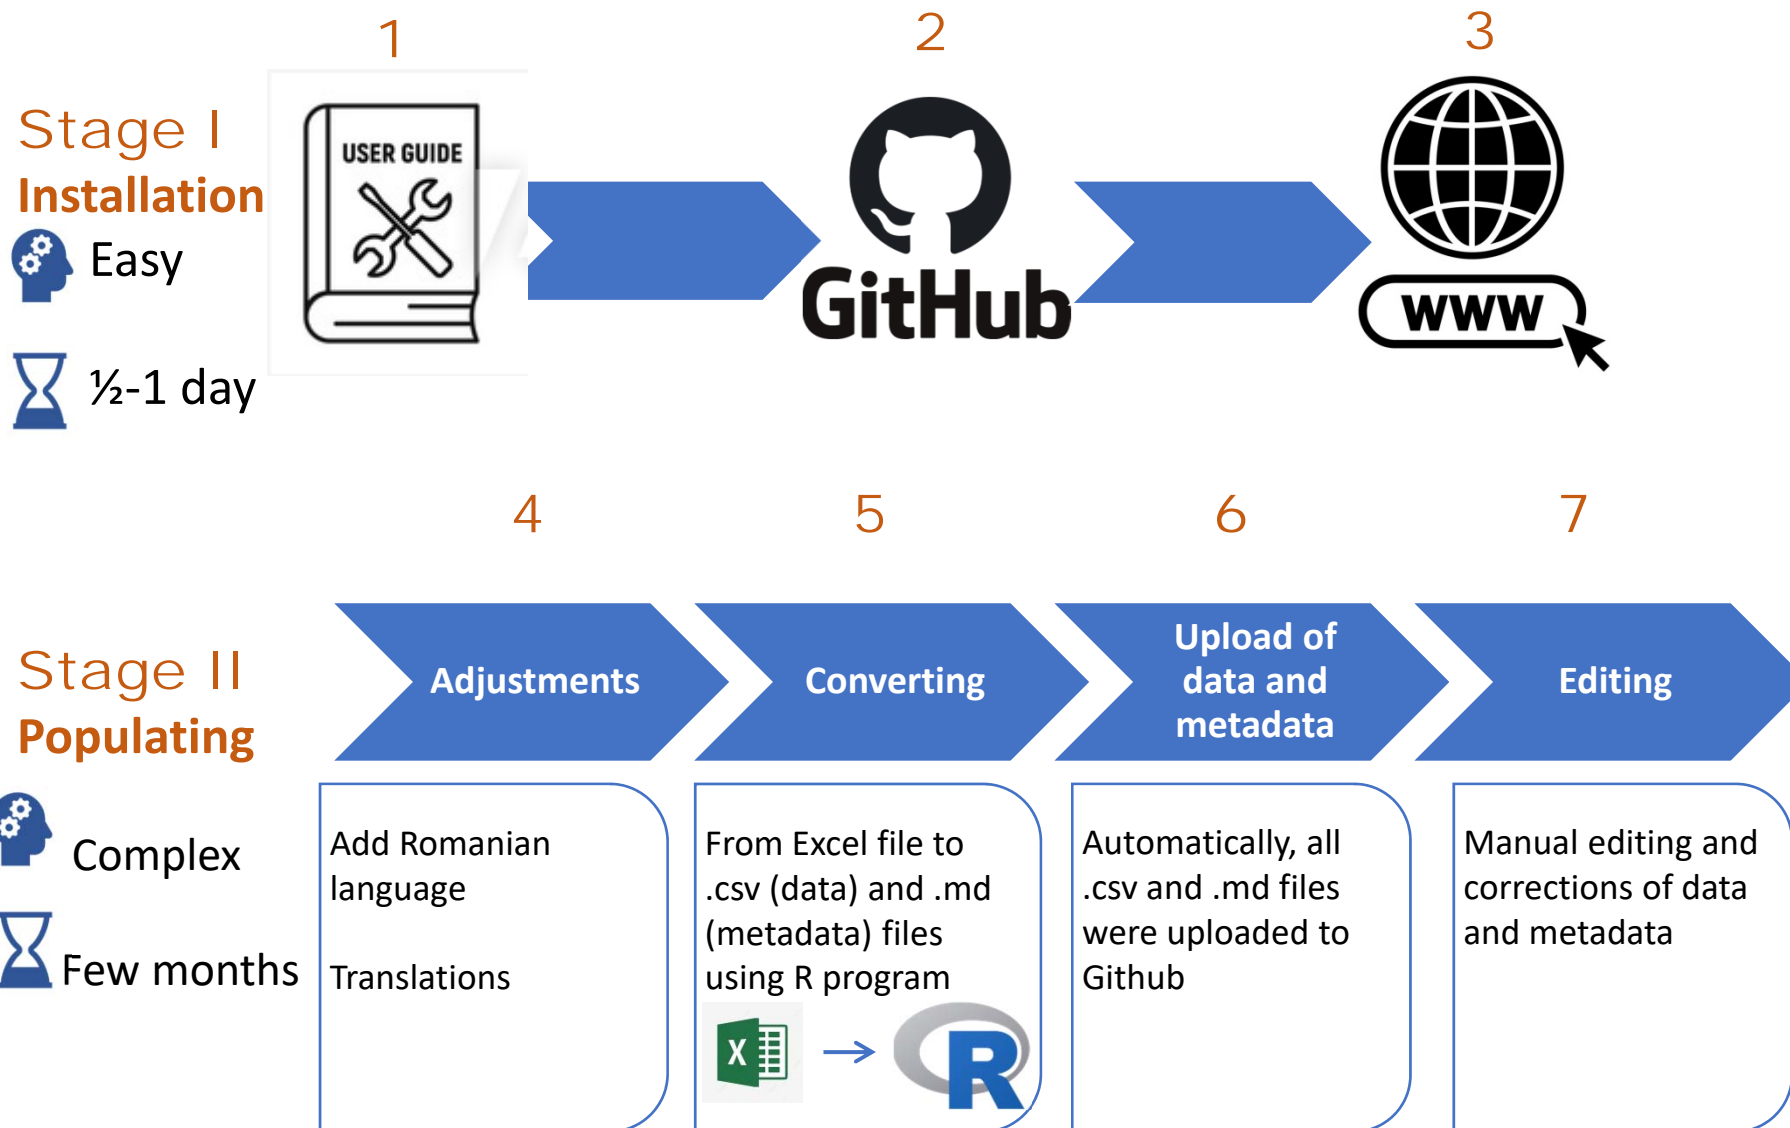 1
2
3
Stage I
Installation
Easy
½-1 day
USER GUIDE
GitHub
WWW
4
5
6
7
Stage II
Populating
Complex
Few months
Adjustments
Converting
Upload of
data and
metadata
Editing
Add Romanian
language
Translations
From Excel file to
.csv (data) and .md
(metadata) files
using R program
X
R
Automatically, all
.csv and .md files
were uploaded to
Github
Manual editing and
corrections of data
and metadata